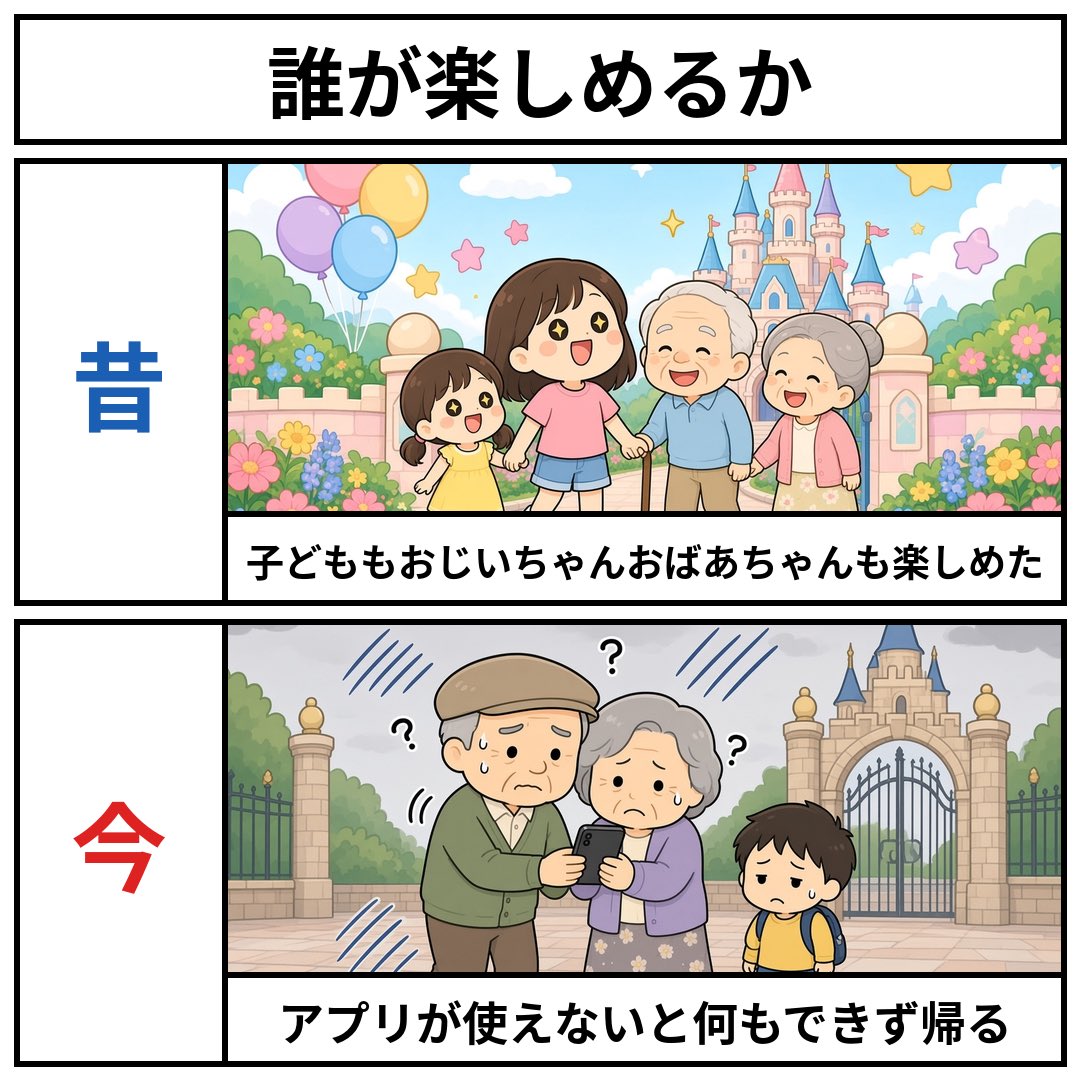 誰が楽しめるか
昔
子どももおじいちゃんおばあちゃんも楽しめた
今
? ? ?
アプリが使えないと何もできず帰る